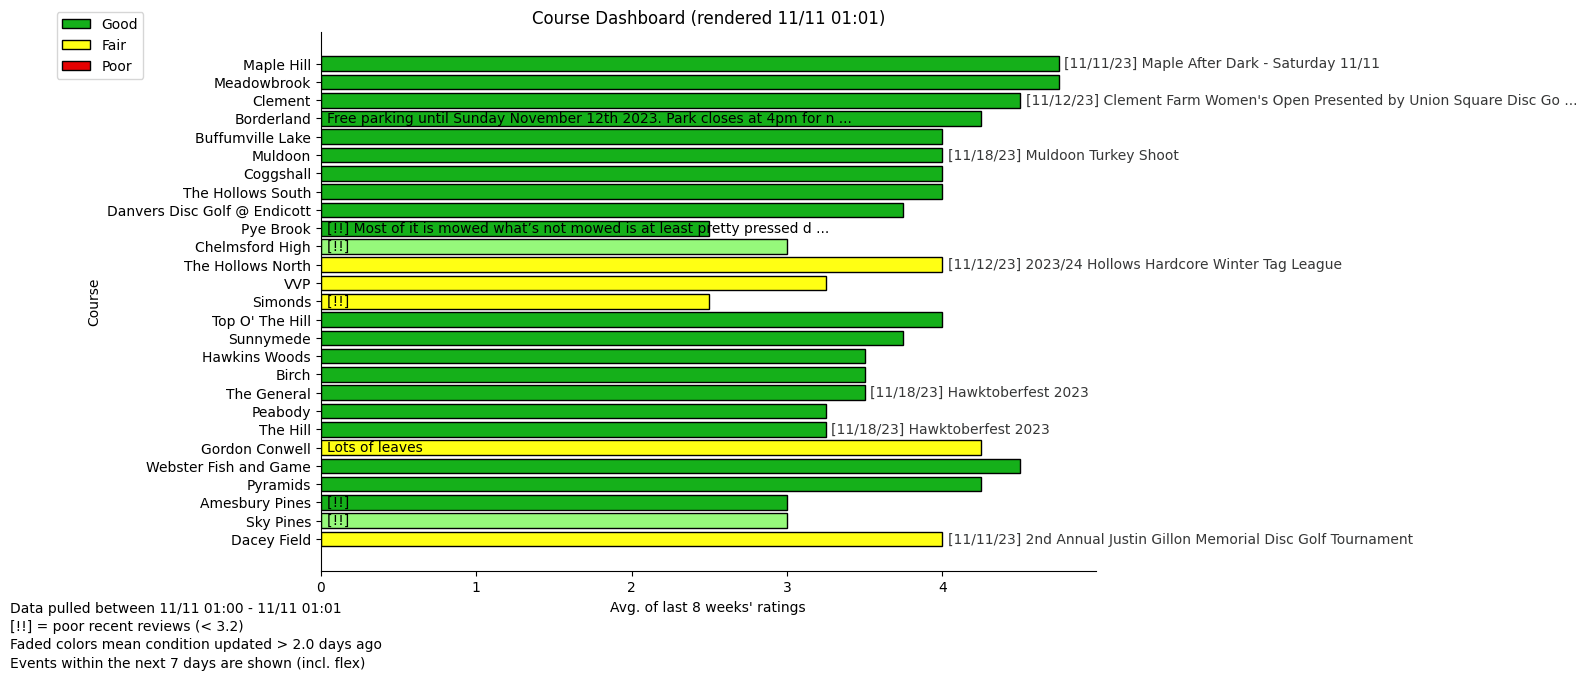 Course Dashboard (rendered 11/11 01:01)
Good
Fair
Poor
Maple Hill [11/11/23] Maple After Dark - Saturday 11/11
Meadowbrook
Clement [11/12/23] Clement Farm Women's Open Presented by Union Square Disc Go ...
Borderland Free parking until Sunday November 12th 2023. Park closes at 4pm for n ...
Buffumville Lake
Muldoon [11/18/23] Muldoon Turkey Shoot
Coggshall
The Hollows South
Danvers Disc Golf @ Endicott
Pye Brook [!!] Most of it is mowed what’s not mowed is at least pretty pressed d ...
Chelmsford High [!!]
The Hollows North [11/12/23] 2023/24 Hollows Hardcore Winter Tag League
VVP
Simonds [!!]
Top O' The Hill
Sunnymede
Hawkins Woods
Birch
The General [11/18/23] Hawktoberfest 2023
Peabody
The Hill [11/18/23] Hawktoberfest 2023
Gordon Conwell Lots of leaves
Webster Fish and Game
Pyramids
Amesbury Pines [!!]
Sky Pines [!!]
Dacey Field [11/11/23] 2nd Annual Justin Gillon Memorial Disc Golf Tournament
Course
0 1 2 3 4
Avg. of last 8 weeks' ratings
Data pulled between 11/11 01:00 - 11/11 01:01
[!!] = poor recent reviews (< 3.2)
Faded colors mean condition updated > 2.0 days ago
Events within the next 7 days are shown (incl. flex)